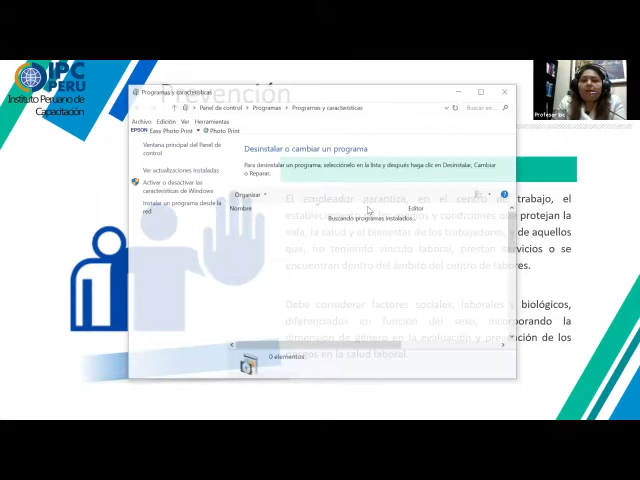 IPC
PERU
Instituto Peruano de
Capacitación
Prevención
Programas y características
Panel de control > Programas > Programas y características
Buscar en...
Archivo Edición Ver Herramientas
EPSON Easy Photo Print Photo Print
Ventana principal del Panel de
control
Ver actualizaciones instaladas
Activar o desactivar las
características de Windows
Instalar un programa desde la
red
Desinstalar o cambiar un programa
Para desinstalar un programa, selecciónelo en la lista y después haga clic en Desinstalar, Cambiar
o Reparar.
Organizar
Nombre Editor
Buscando programas instalados...
0 elementos
El empleador garantiza, en el centro de trabajo, el
condiciones que protejan la
vida, la salud y el bienestar de los trabajadores, y de aquellos
que, no teniendo vínculo laboral, prestan servicios o se
encuentran dentro del ámbito del centro de labores.
Debe considerar factores sociales, laborales y biológicos,
diferenciados en función del sexo, incorporando la
dimensión de género en la evaluación y prevención de los
riesgos en la salud laboral.
Profesor ipc